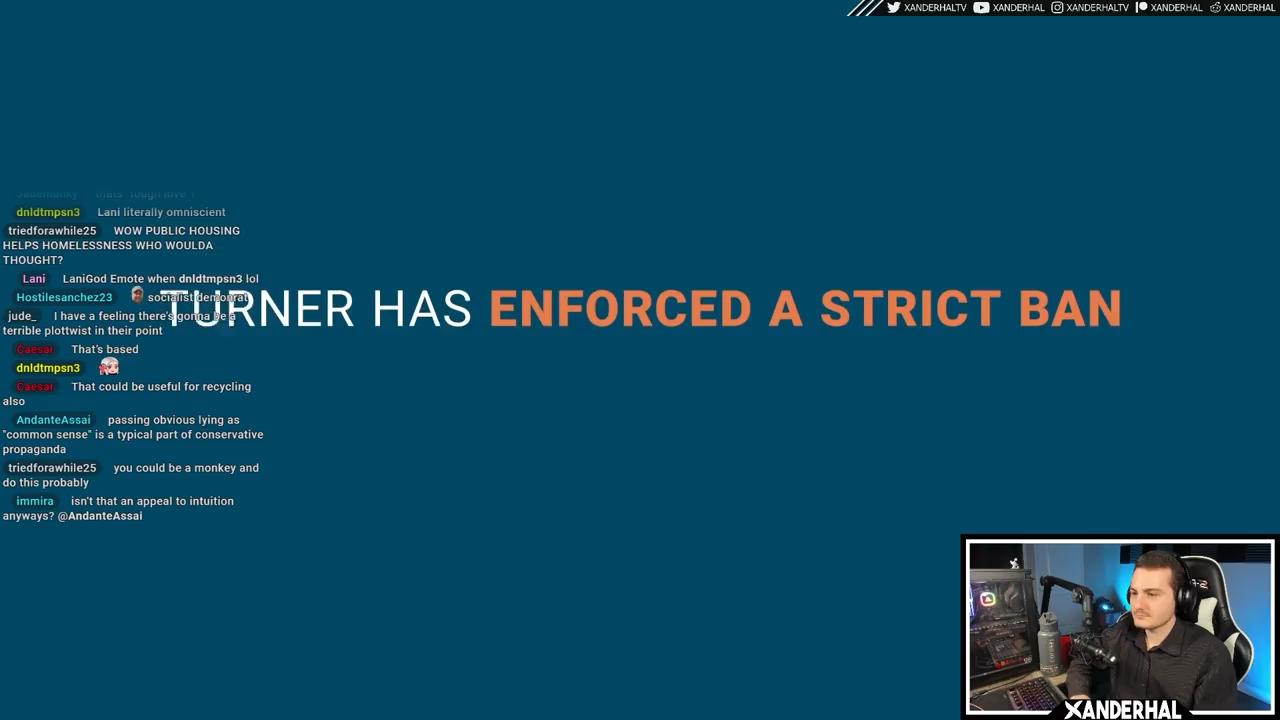 XANDERHALTV XANDERHAL XANDERHALTV XANDERHAL XANDERHAL
dnldtmpsn3 Lani literally omniscient
triedforawhile25 WOW PUBLIC HOUSING
HELPS HOMELESSNESS WHO WOULDA
THOUGHT?
Lani LaniGod Emote when dnldtmpsn3 lol
Hostilesanchez23 socialist demonrat
TURNER HAS ENFORCED A STRICT BAN
jude_ I have a feeling there's gonna be a
terrible plottwist in their point
Caesar That's based
dnldtmpsn3
Caesar That could be useful for recycling
also
AndanteAssai passing obvious lying as
"common sense" is a typical part of conservative
propaganda
triedforawhile25 you could be a monkey and
do this probably
immira isn't that an appeal to intuition
anyways? @AndanteAssai
XANDERHAL